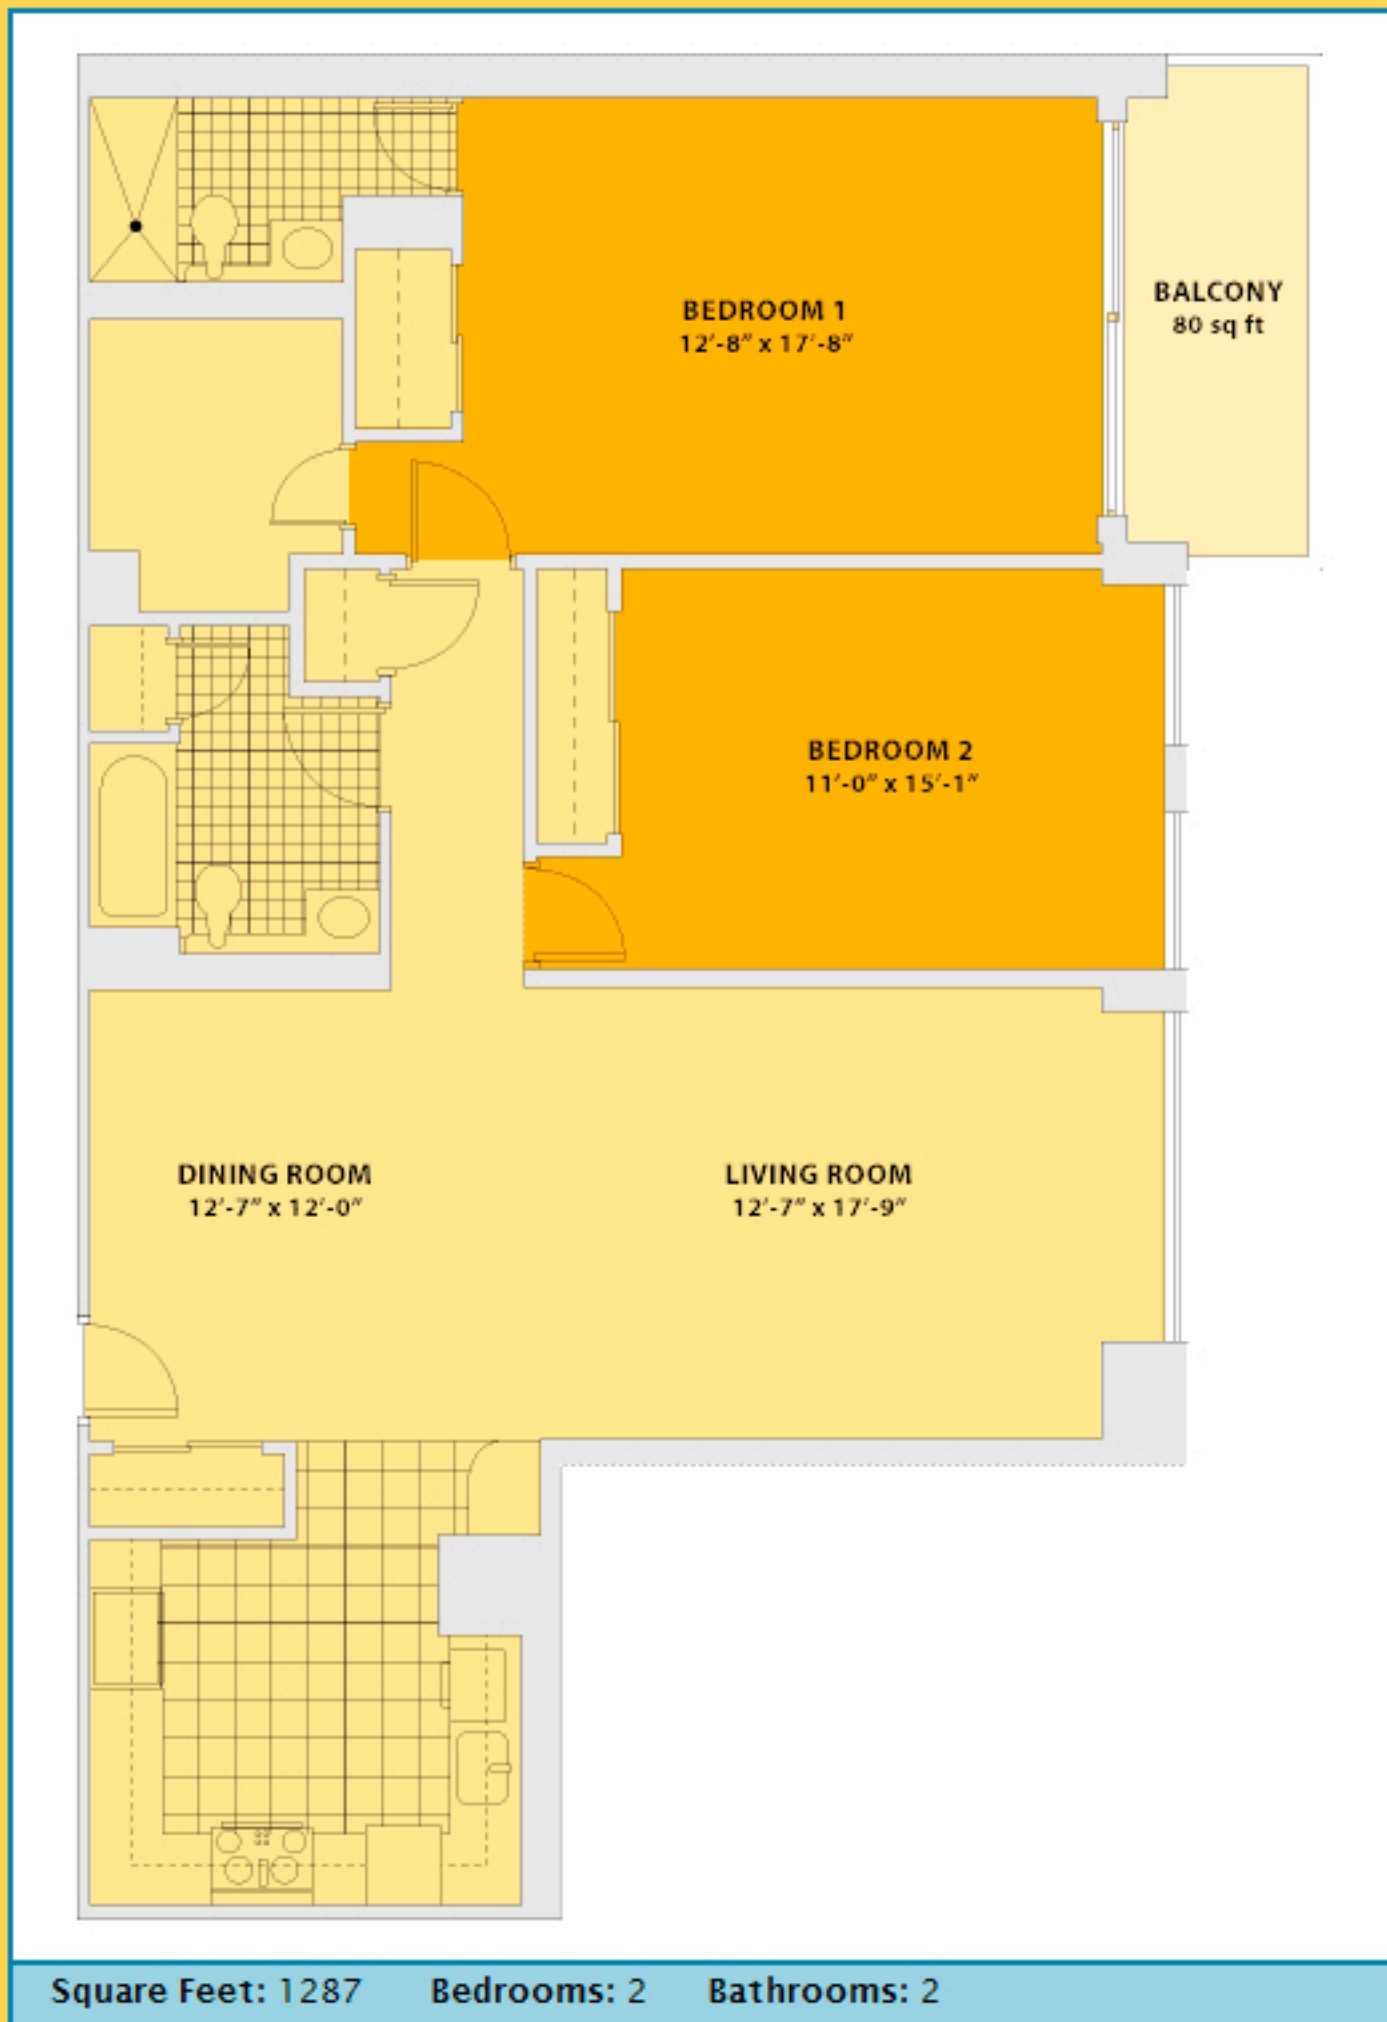 BEDROOM 1
12'-8" x 17'-8"
BALCONY
80 sq ft
BEDROOM 2
11'-0" x 15'-1"
DINING ROOM
12'-7" x 12'-0"
LIVING ROOM
12'-7" x 17'-9"
Square Feet: 1287 Bedrooms: 2 Bathrooms: 2